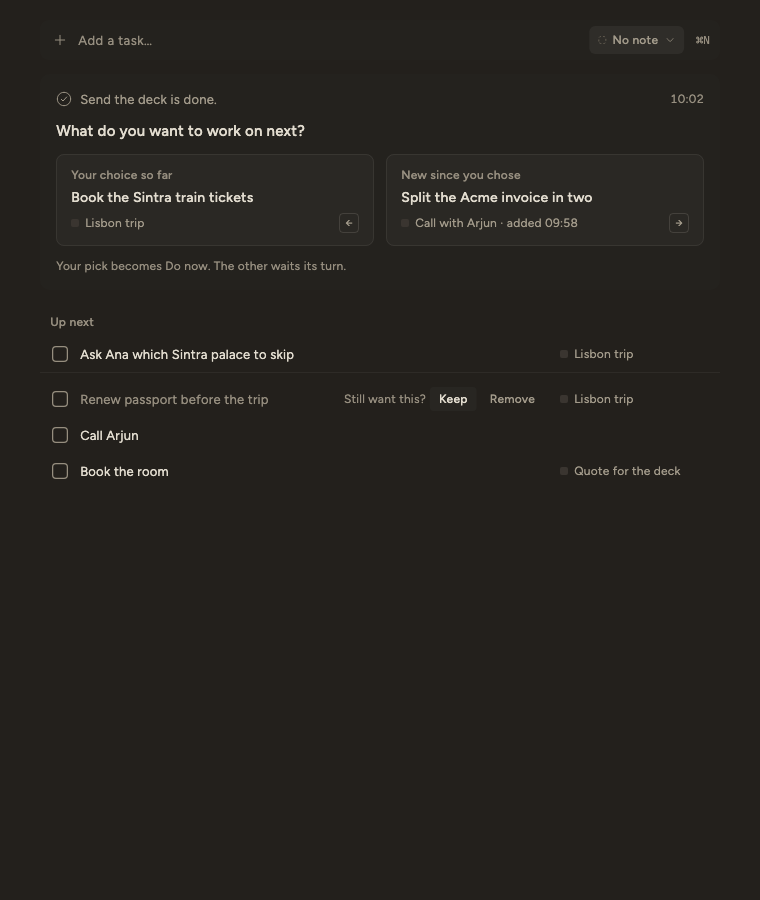 Add a task...
No note
⌘N
Send the deck is done.
10:02
What do you want to work on next?
Your choice so far
Book the Sintra train tickets
Lisbon trip
←
New since you chose
Split the Acme invoice in two
Call with Arjun · added 09:58
→
Your pick becomes Do now. The other waits its turn.
Up next
Ask Ana which Sintra palace to skip
Lisbon trip
Renew passport before the trip
Still want this?
Keep
Remove
Lisbon trip
Call Arjun
Book the room
Quote for the deck